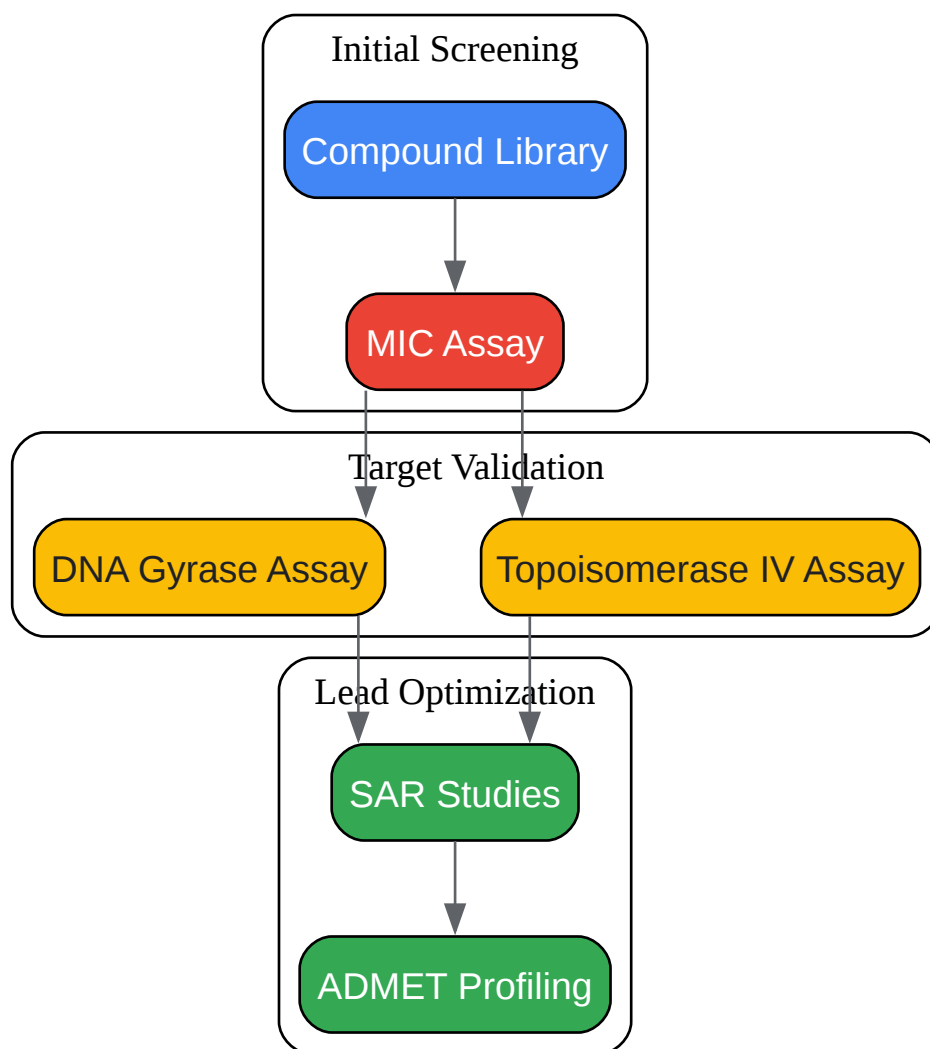 Initial Screening
Compound Library
MIC Assay
Target Validation
DNA Gyrase Assay
Topoisomerase IV Assay
Lead Optimization
SAR Studies
ADMET Profiling